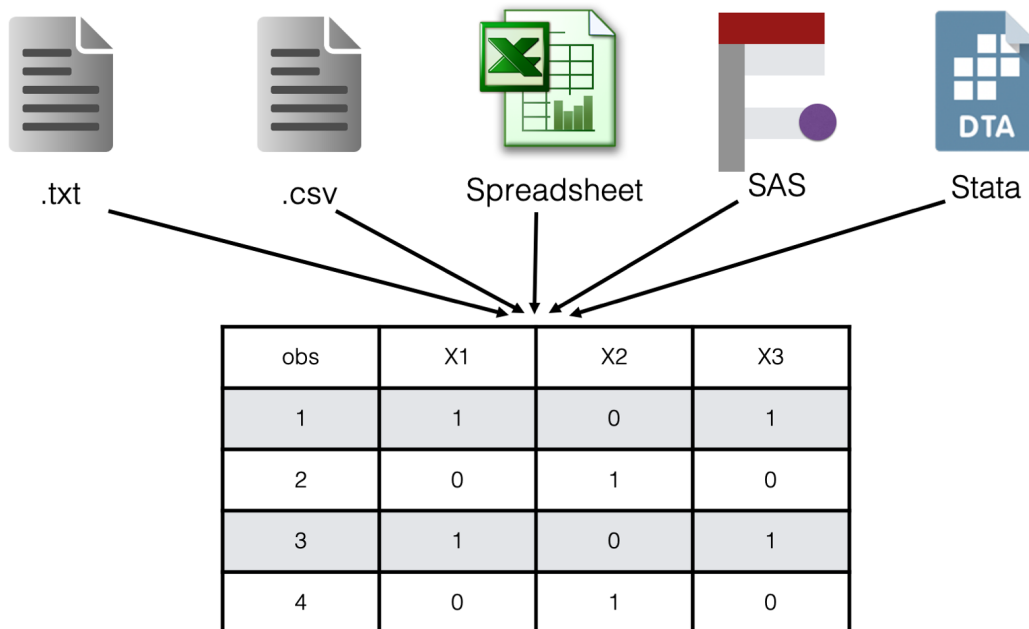 DTA
.txt
.csv
Spreadsheet
SAS
Stata
obs X1 X2 X3
1 1 0 1
2 0 1 0
3 1 0 1
4 0 1 0